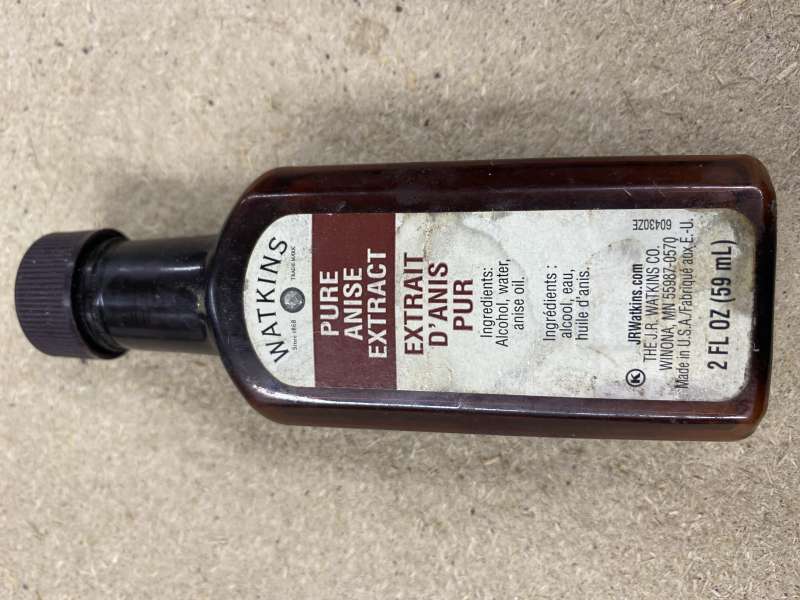 WATKINS
Since 1868 TRADE MARK
PURE
ANISE
EXTRACT
EXTRAIT
D'ANIS
PUR
Ingredients:
Alcohol, water,
anise oil.
Ingrédients :
alcool, eau,
huile d'anis.
K
JRWatkins.com
60430ZE
THE J.R. WATKINS CO.
WINONA, MN 55987-0570
Made in U.S.A./Fabriqué aux É.-U.
2 FL OZ (59 mL)